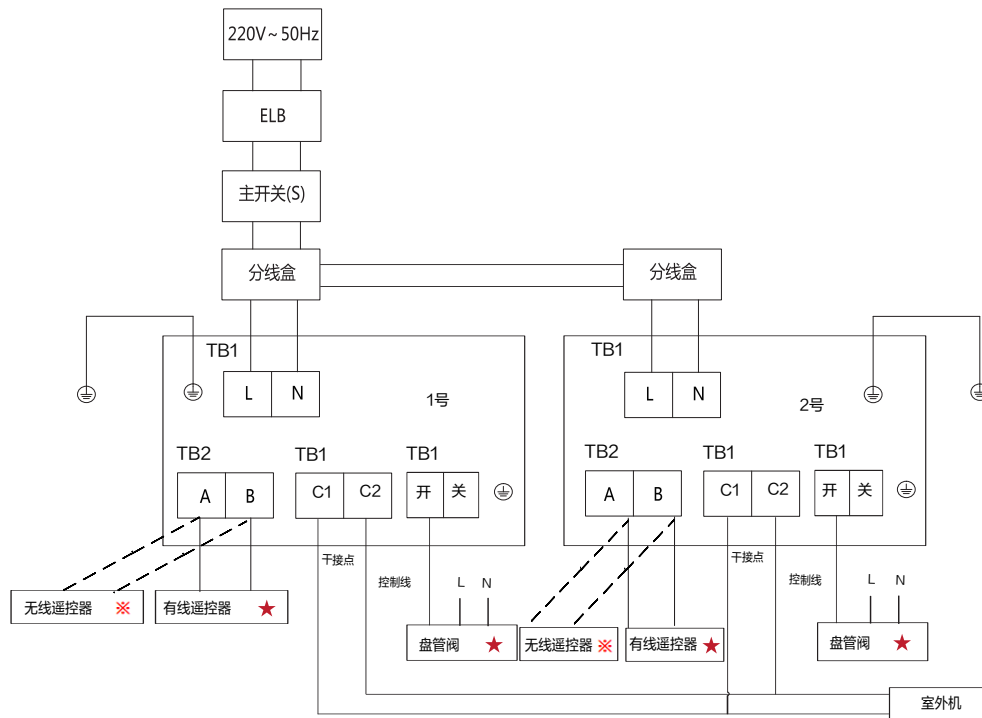 220V~ 50Hz
ELB
主开关(S)
分线盒
分线盒
TB1
L N
1号
TB2 TB1 TB1
A B C1 C2 开 关
干接点
控制线 L N
无线遥控器 ※
有线遥控器 ★
盘管阀 ★
TB1
L N
2号
TB2 TB1 TB1
A B C1 C2 开 关
干接点
控制线 L N
无线遥控器 ※
有线遥控器 ★
盘管阀 ★
室外机